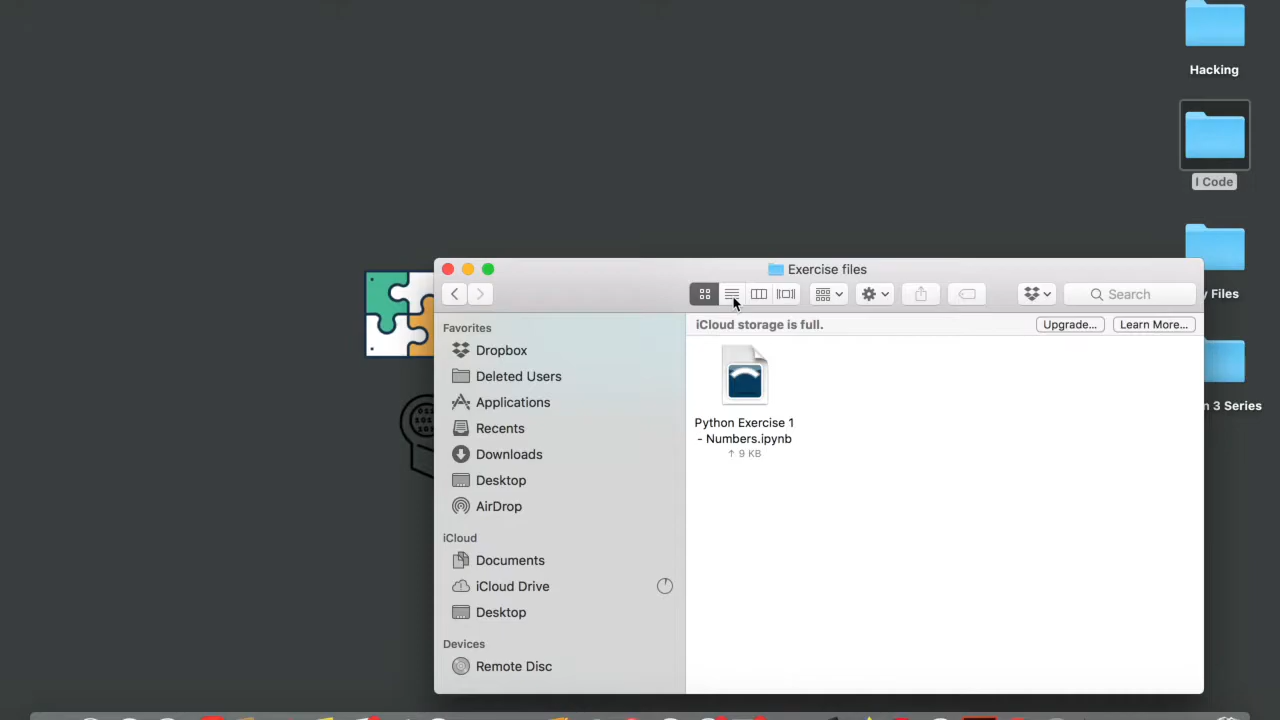 Hacking
I Code
y Files
n 3 Series
Exercise files
Search
iCloud storage is full.
Upgrade...
Learn More...
Favorites
Dropbox
Deleted Users
Applications
Recents
Downloads
Desktop
AirDrop
iCloud
Documents
iCloud Drive
Desktop
Devices
Remote Disc
Python Exercise 1
- Numbers.ipynb
↑ 9 KB